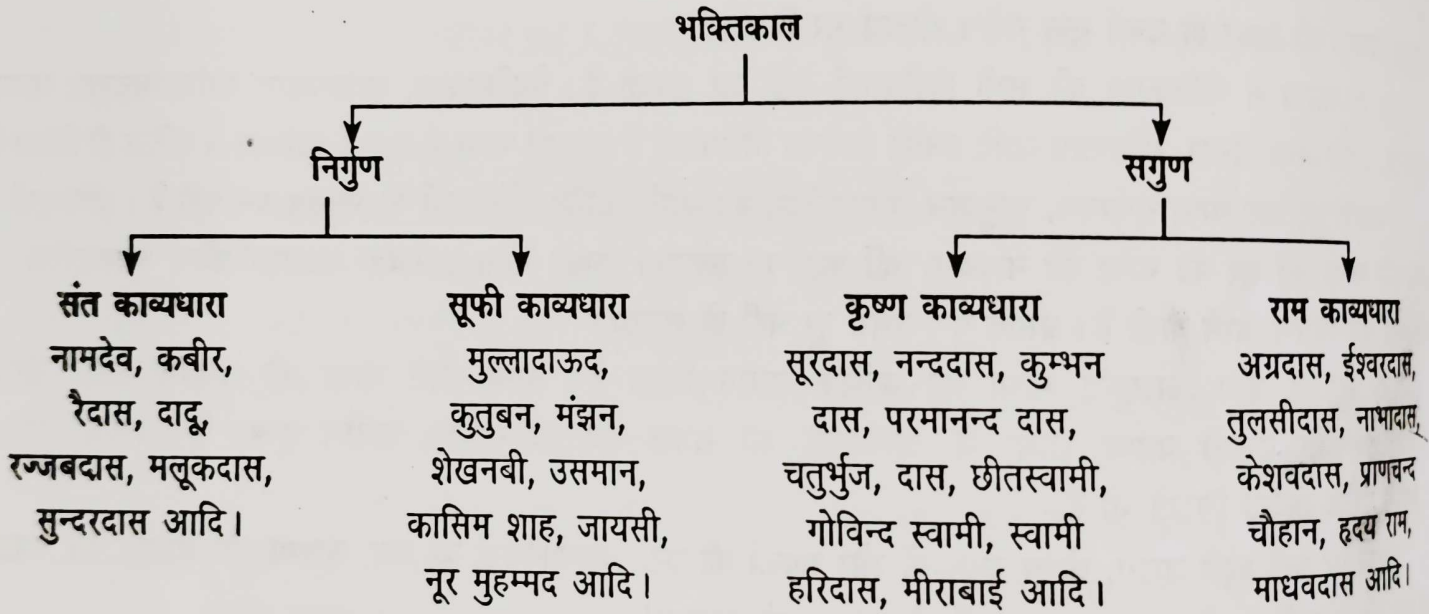 भक्तिकाल
निर्गुण
सगुण
संत काव्यधारा
नामदेव, कबीर,
रैदास, दादू,
रज्जबदास, मलूकदास,
सुन्दरदास आदि।
सूफी काव्यधारा
मुल्लादाऊद,
कुतुबन, मंझन,
शेखनबी, उसमान,
कासिम शाह, जायसी,
नूर मुहम्मद आदि।
कृष्ण काव्यधारा
सूरदास, नन्ददास, कुम्भन
दास, परमानन्द दास,
चतुर्भुज, दास, छीतस्वामी,
गोविन्द स्वामी, स्वामी
हरिदास, मीराबाई आदि।
राम काव्यधारा
अग्रदास, ईश्वरदास,
तुलसीदास, नाभादास,
केशवदास, प्राणचन्द
चौहान, हृदय राम,
माधवदास आदि।